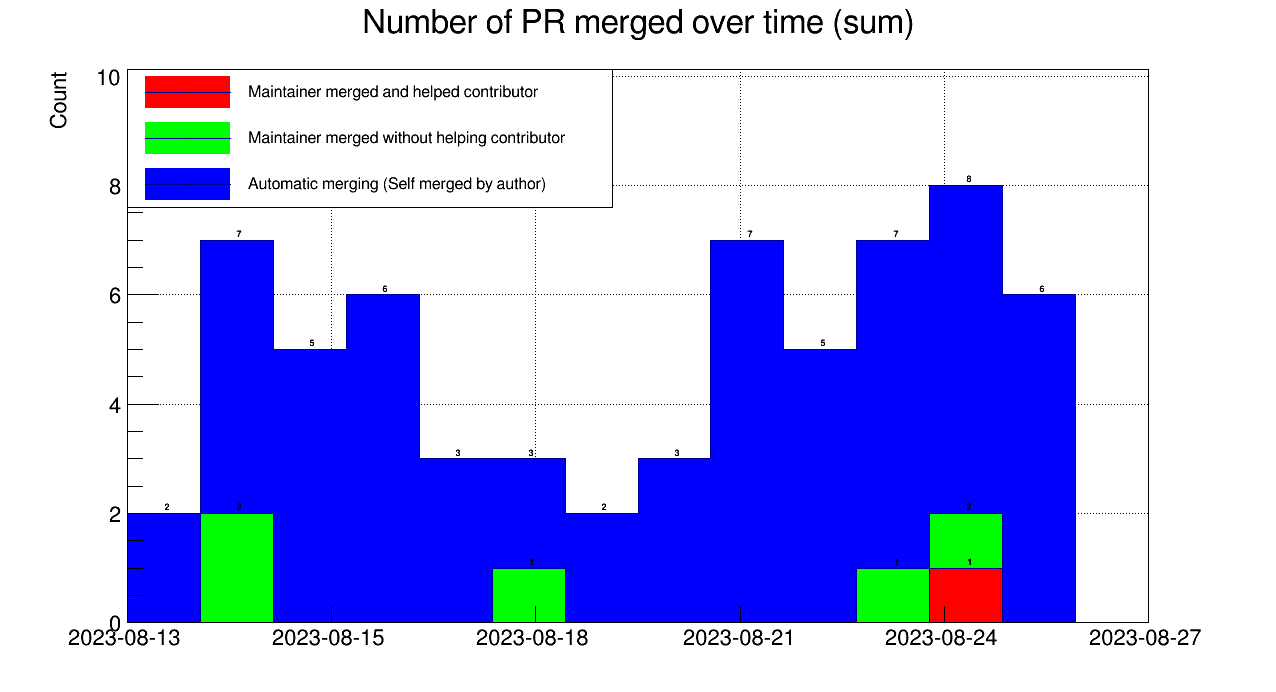 Number of PR merged over time (sum)
Count
10
8
6
4
2
0
Maintainer merged and helped contributor
Maintainer merged without helping contributor
Automatic merging (Self merged by author)
2 7 5 6 3 3 2 3 7 5 7 8 6
2 1 1 2
1
2023-08-13 2023-08-15 2023-08-18 2023-08-21 2023-08-24 2023-08-27